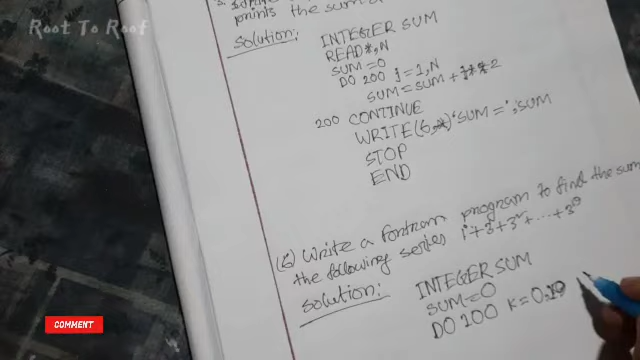 Root To Roof
prints the sum
Solution:
INTEGER SUM
READ*,N
SUM=0
DO 200 J=1,N
SUM=SUM+J**2
200 CONTINUE
WRITE(6,*)'SUM=',SUM
STOP
END
(6) Write a fortran program to find the sum
the following series 1+3+3²+...+3⁹
Solution:
INTEGER SUM
SUM=0
DO 100 K=0,
COMMENT